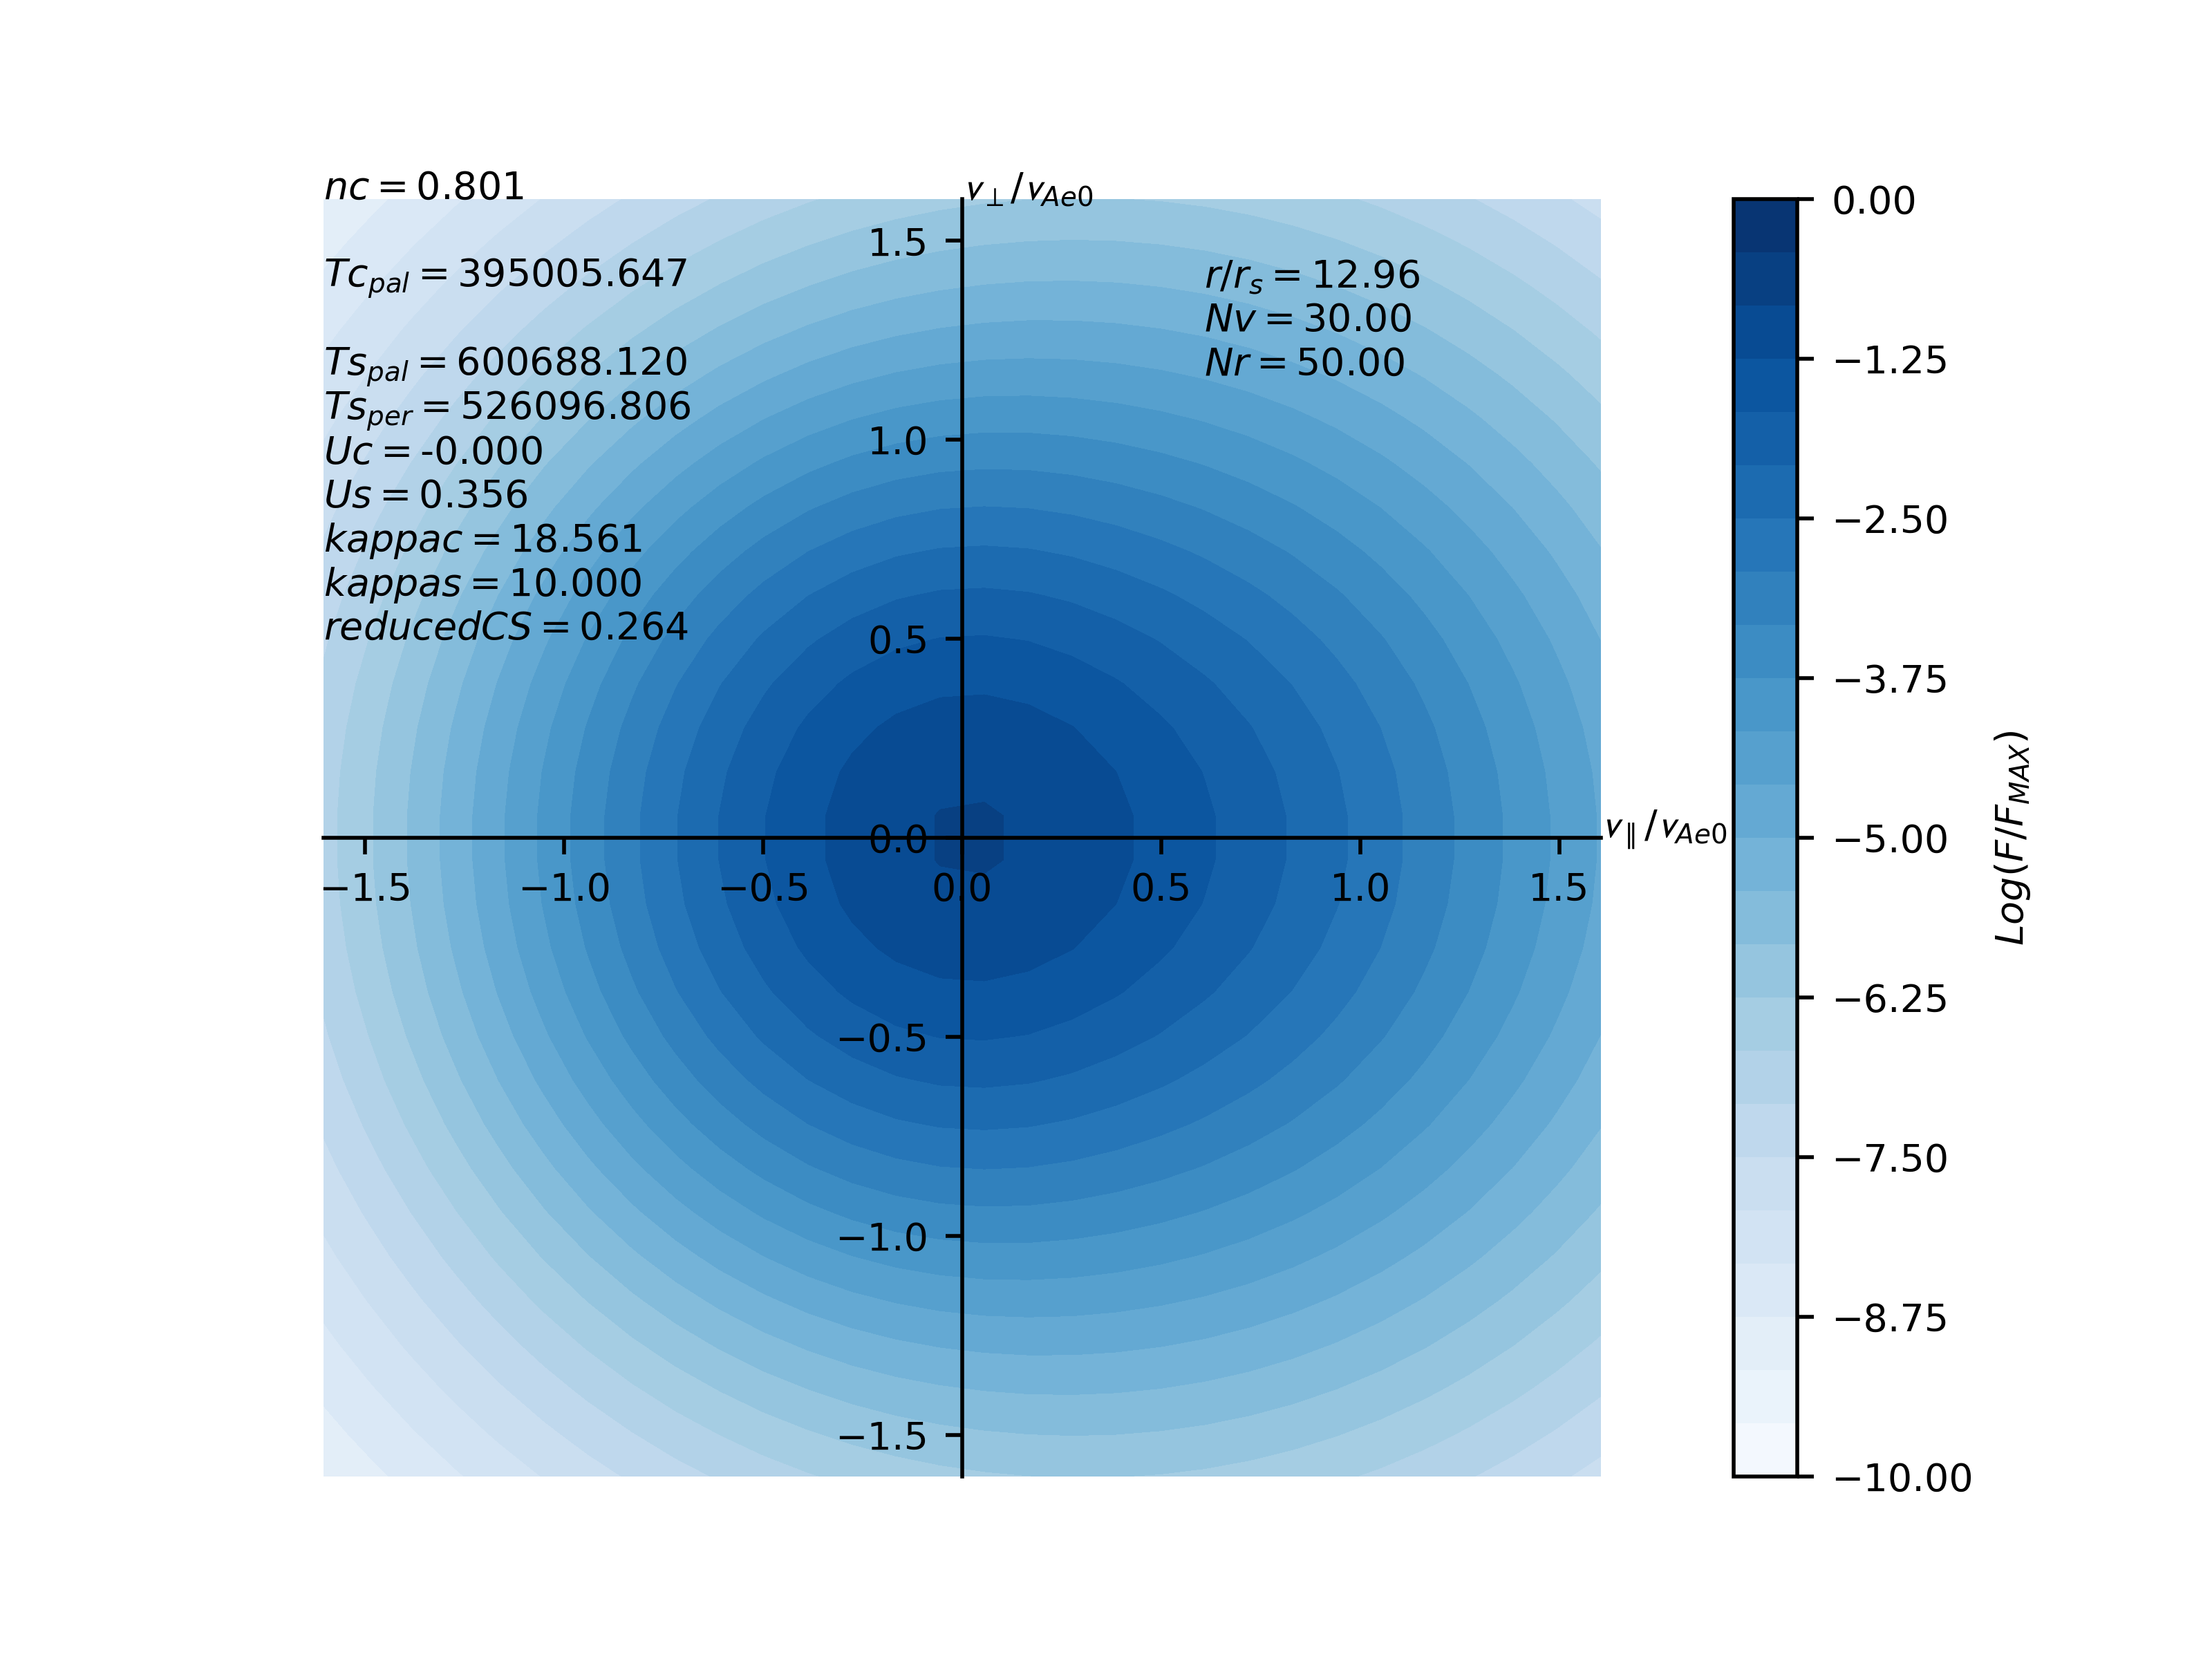 nc = 0.801
Tc_pal = 395005.647
Ts_pal = 600688.120
Ts_per = 526096.806
Uc = -0.000
Us = 0.356
kappac = 18.561
kappas = 10.000
reducedCS = 0.264
v⊥/v_Ae0
r/r_s = 12.96
Nv = 30.00
Nr = 50.00
1.5
1.0
0.5
0.0
−0.5
−1.0
−1.5
−1.5 −1.0 −0.5 0.0 0.5 1.0 1.5
v∥/v_Ae0
0.00
−1.25
−2.50
−3.75
−5.00
−6.25
−7.50
−8.75
−10.00
Log(F/F_MAX)